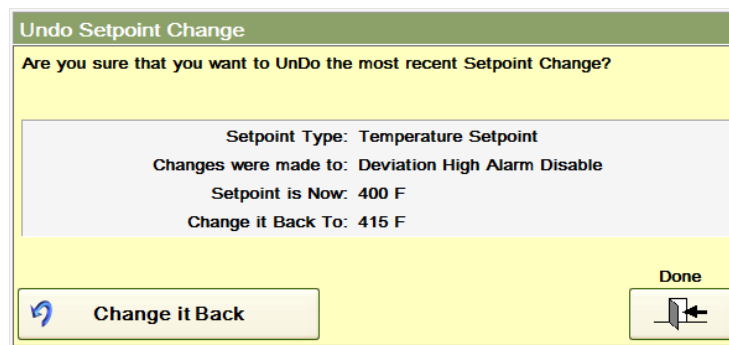 Undo Setpoint Change
Are you sure that you want to UnDo the most recent Setpoint Change?
Setpoint Type: Temperature Setpoint
Changes were made to: Deviation High Alarm Disable
Setpoint is Now: 400 F
Change it Back To: 415 F
Done
Change it Back